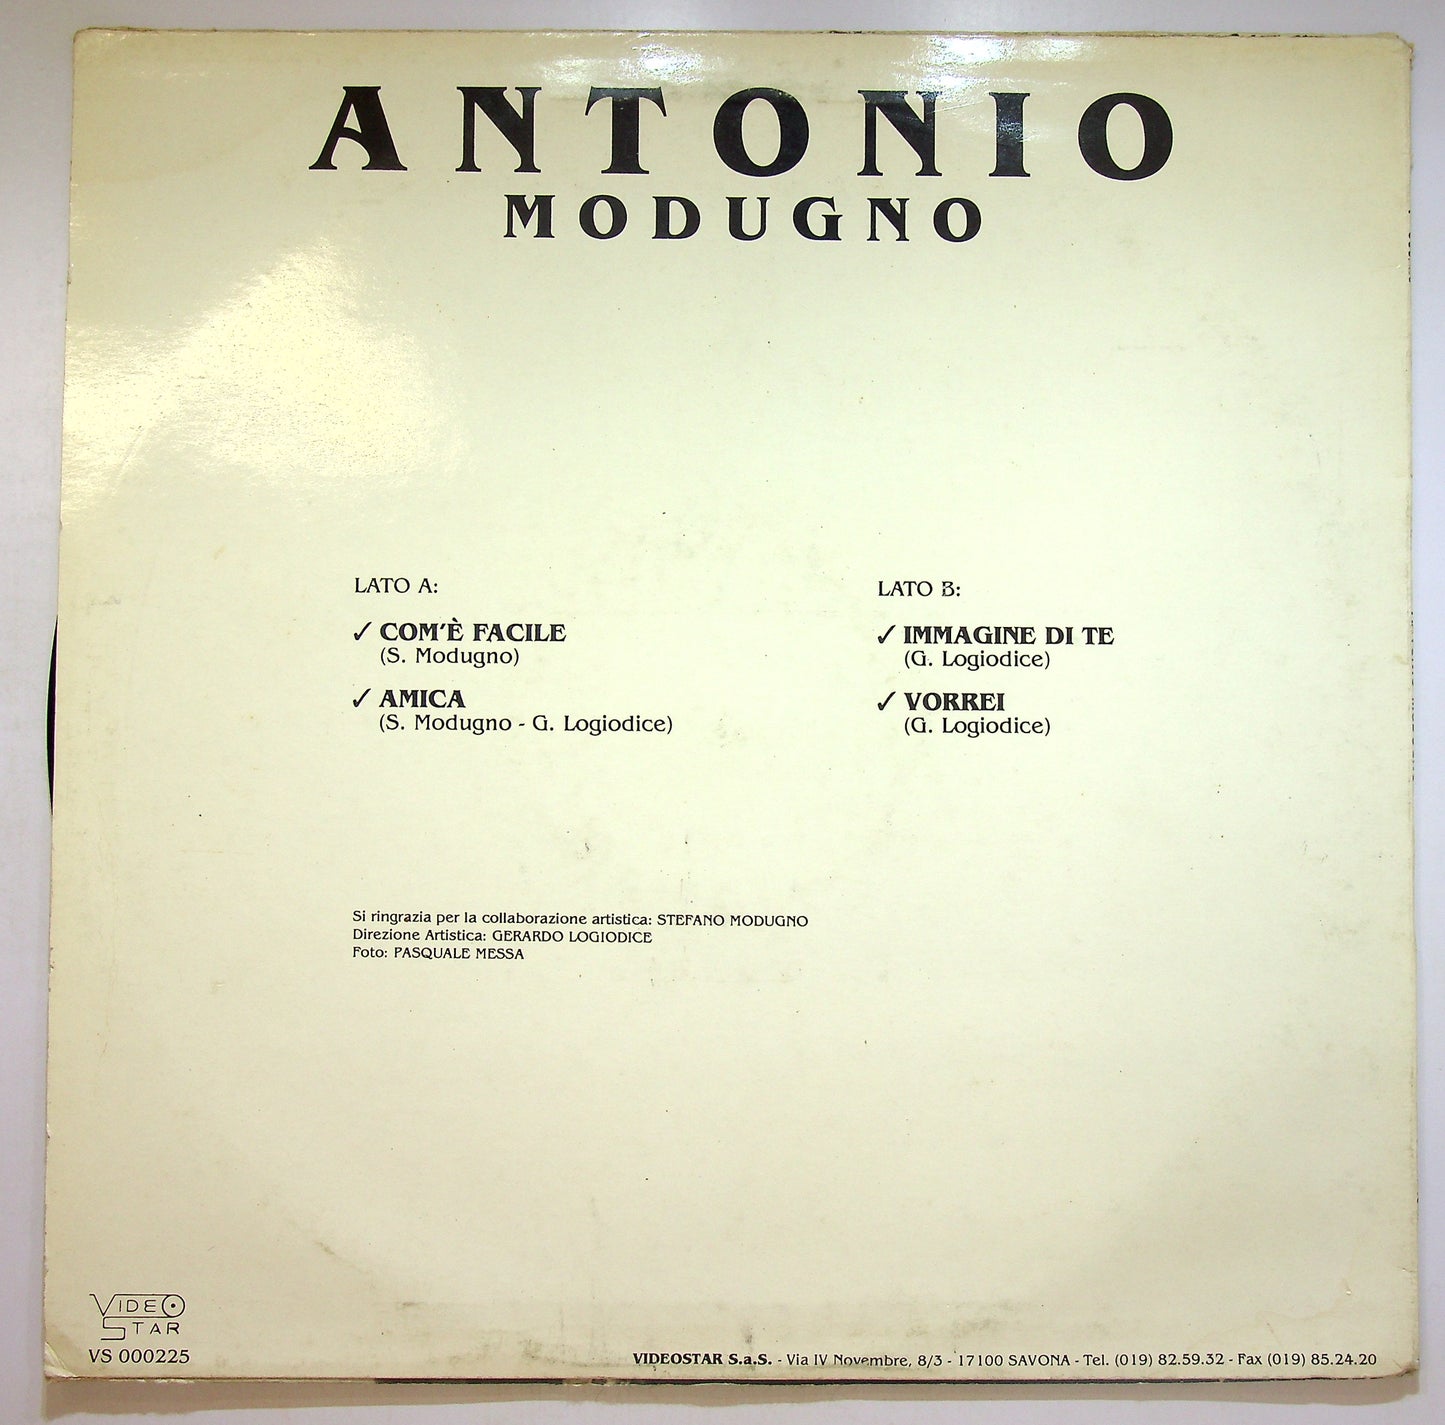 ANTONIO
MODUGNO
LATO A:
✓ COM'È FACILE
(S. Modugno)
✓ AMICA
(S. Modugno - G. Logiodice)
LATO B:
✓ IMMAGINE DI TE
(G. Logiodice)
✓ VORREI
(G. Logiodice)
Si ringrazia per la collaborazione artistica: STEFANO MODUGNO
Direzione Artistica: GERARDO LOGIODICE
Foto: PASQUALE MESSA
VIDEO
STAR
VS 000225
VIDEOSTAR S.a.S. - Via IV Novembre, 8/3 - 17100 SAVONA - Tel. (019) 82.59.32 - Fax (019) 85.24.20